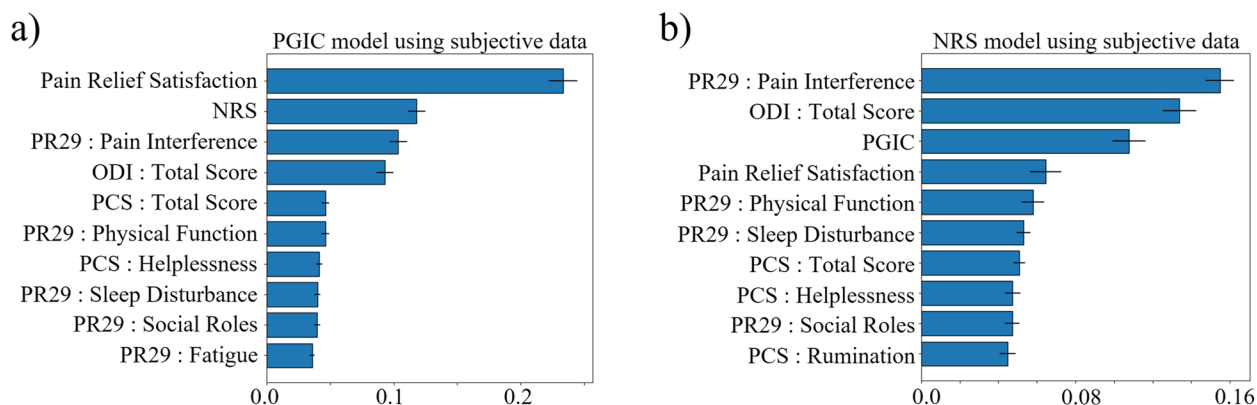 a)
PGIC model using subjective data
Pain Relief Satisfaction
NRS
PR29 : Pain Interference
ODI : Total Score
PCS : Total Score
PR29 : Physical Function
PCS : Helplessness
PR29 : Sleep Disturbance
PR29 : Social Roles
PR29 : Fatigue
0.0 0.1 0.2
b)
NRS model using subjective data
PR29 : Pain Interference
ODI : Total Score
PGIC
Pain Relief Satisfaction
PR29 : Physical Function
PR29 : Sleep Disturbance
PCS : Total Score
PCS : Helplessness
PR29 : Social Roles
PCS : Rumination
0.0 0.08 0.16